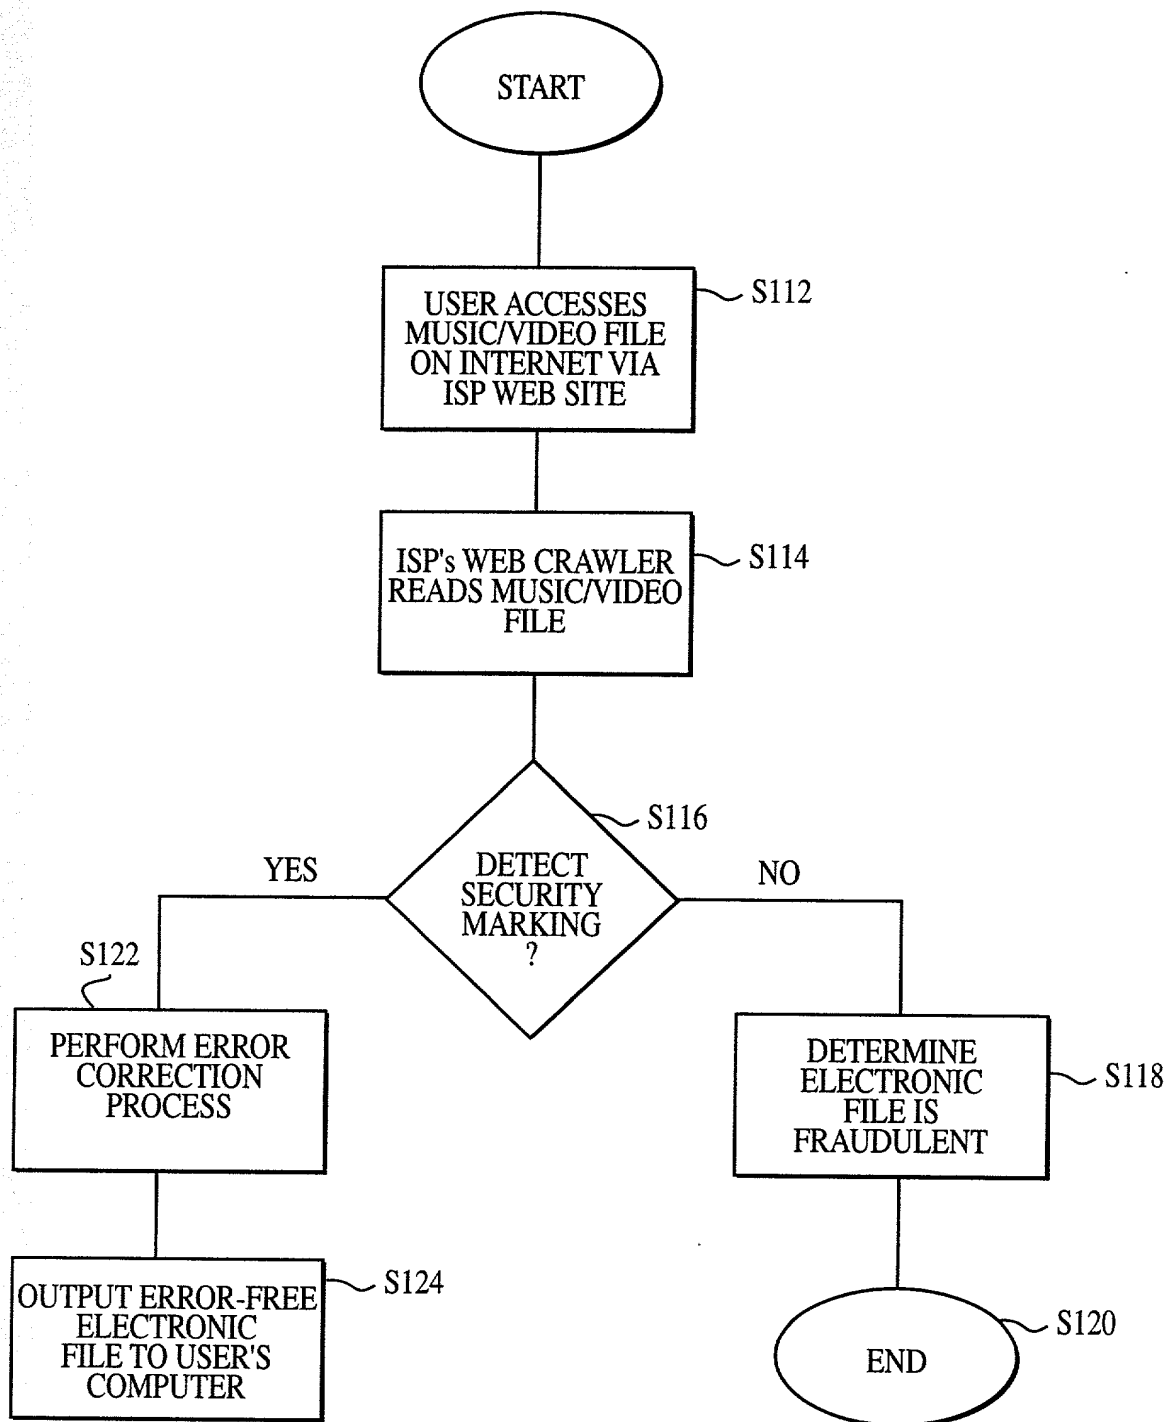 START
USER ACCESSES
MUSIC/VIDEO FILE
ON INTERNET VIA
ISP WEB SITE
S112
ISP's WEB CRAWLER
READS MUSIC/VIDEO
FILE
S114
DETECT
SECURITY
MARKING
?
S116
YES
NO
S122
PERFORM ERROR
CORRECTION
PROCESS
DETERMINE
ELECTRONIC
FILE IS
FRAUDULENT
S118
OUTPUT ERROR-FREE
ELECTRONIC
FILE TO USER'S
COMPUTER
S124
END
S120